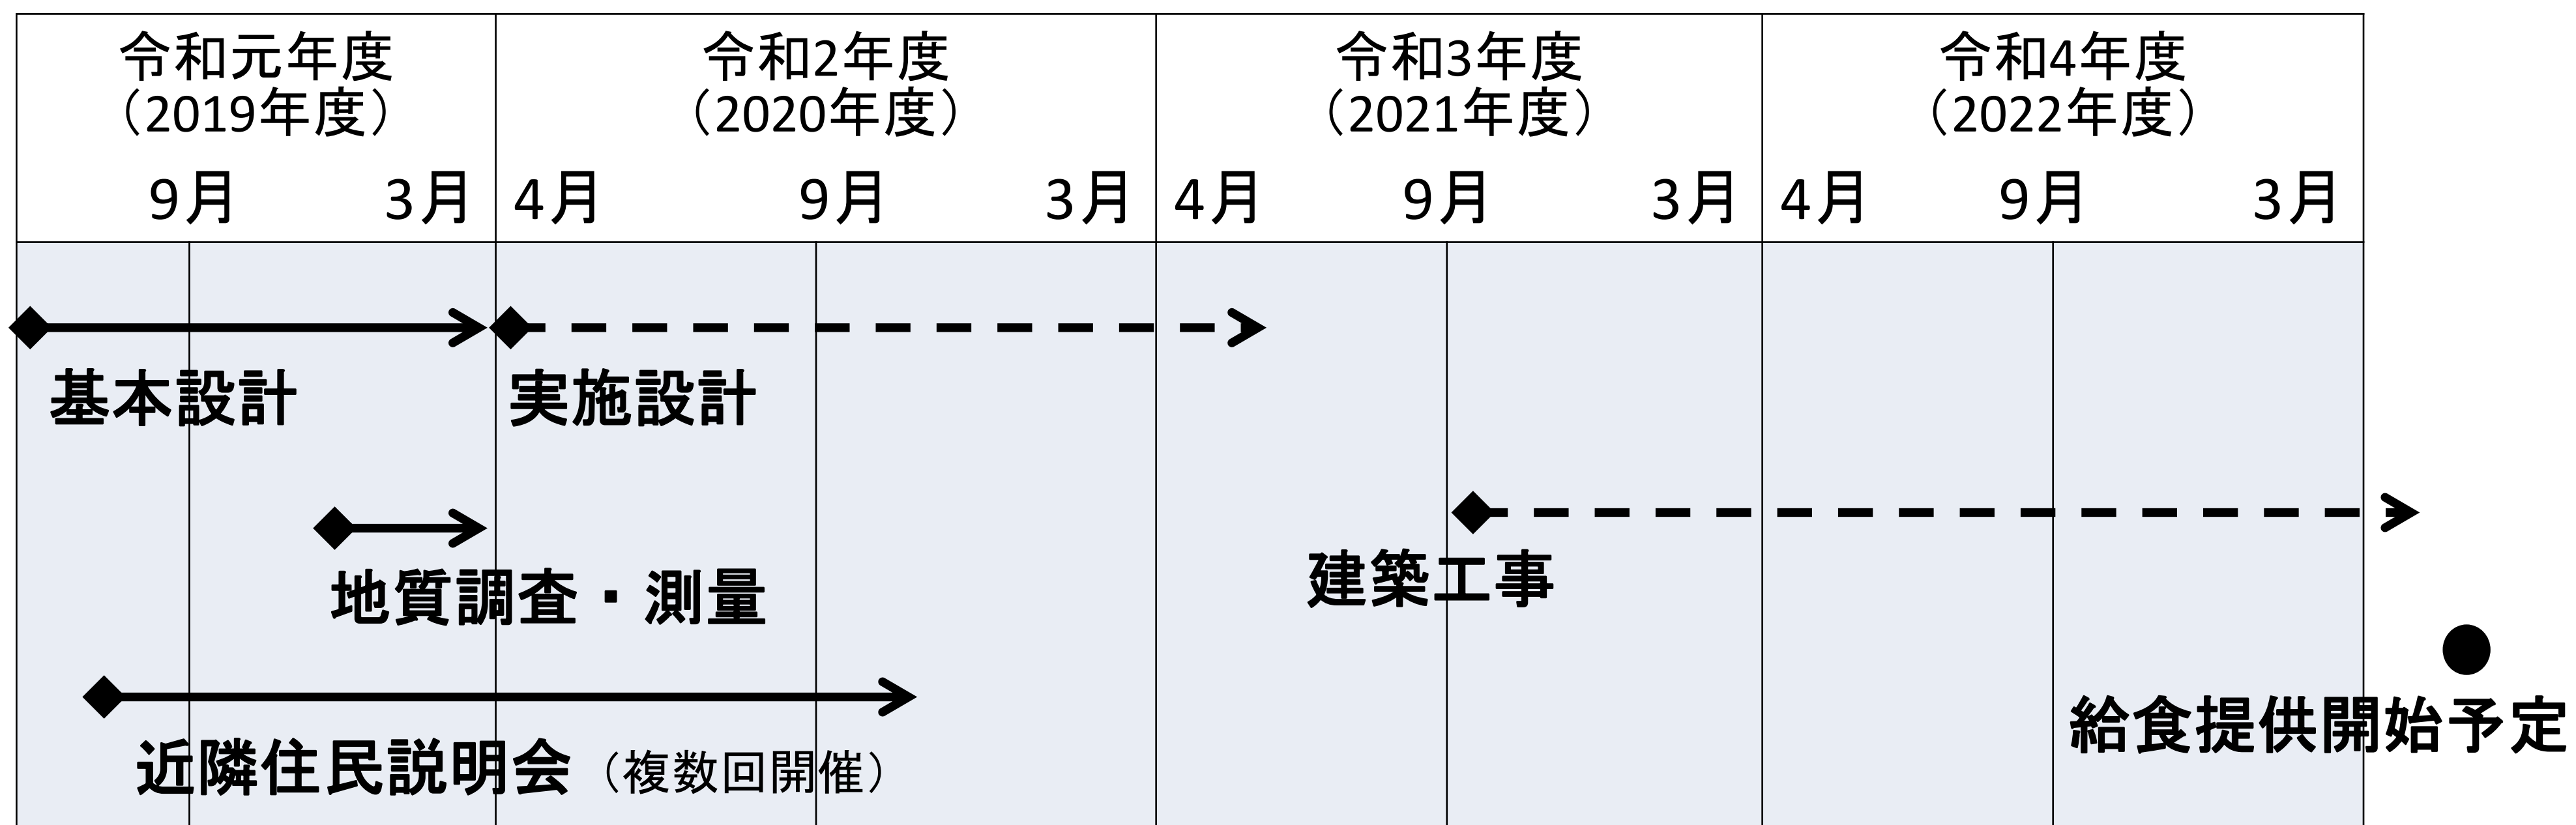 令和元年度
（2019年度）
令和2年度
（2020年度）
令和3年度
（2021年度）
令和4年度
（2022年度）
9月 3月 4月 9月 3月 4月 9月 3月 4月 9月 3月
基本設計
実施設計
地質調査・測量
建築工事
近隣住民説明会（複数回開催）
給食提供開始予定